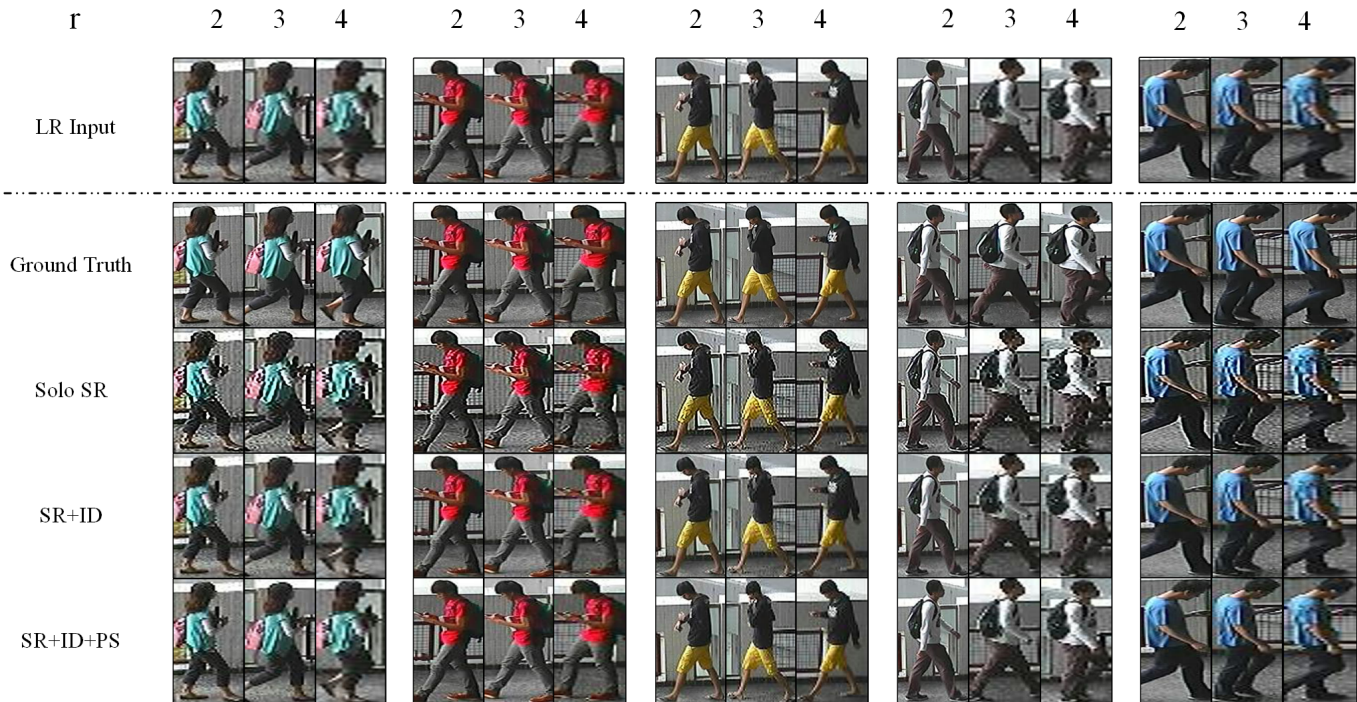 r 2 3 4 2 3 4 2 3 4 2 3 4 2 3 4
LR Input
Ground Truth
Solo SR
SR+ID
SR+ID+PS